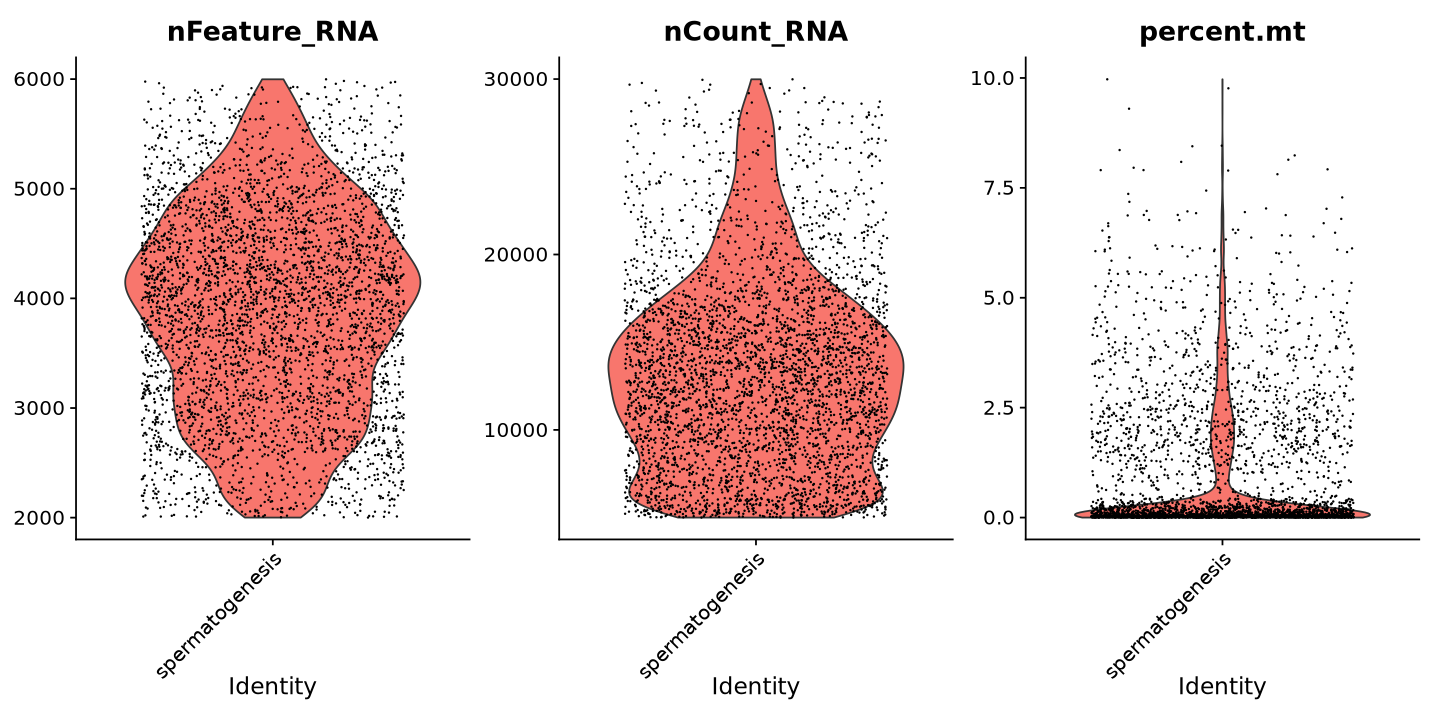 nFeature_RNA
6000
5000
4000
3000
2000
spermatogenesis
Identity
nCount_RNA
30000
20000
10000
spermatogenesis
Identity
percent.mt
10.0
7.5
5.0
2.5
0.0
spermatogenesis
Identity